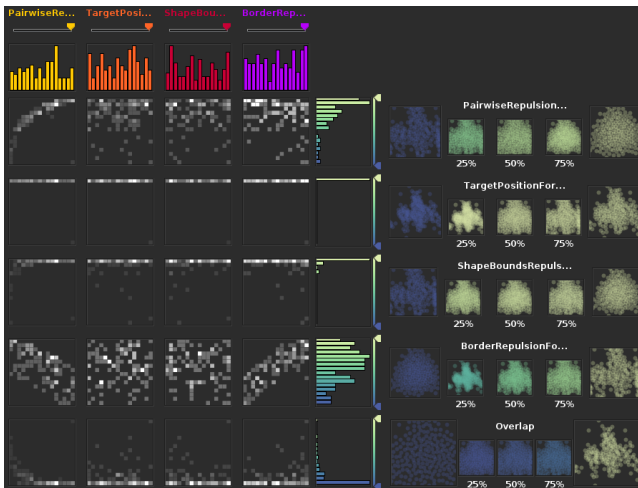 PairwiseRe... TargetPosi... ShapeBou... BorderRep...
PairwiseRepulsion...
25% 50% 75%
TargetPositionFor...
25% 50% 75%
ShapeBoundsRepuls...
25% 50% 75%
BorderRepulsionFo...
25% 50% 75%
Overlap
25% 50% 75%